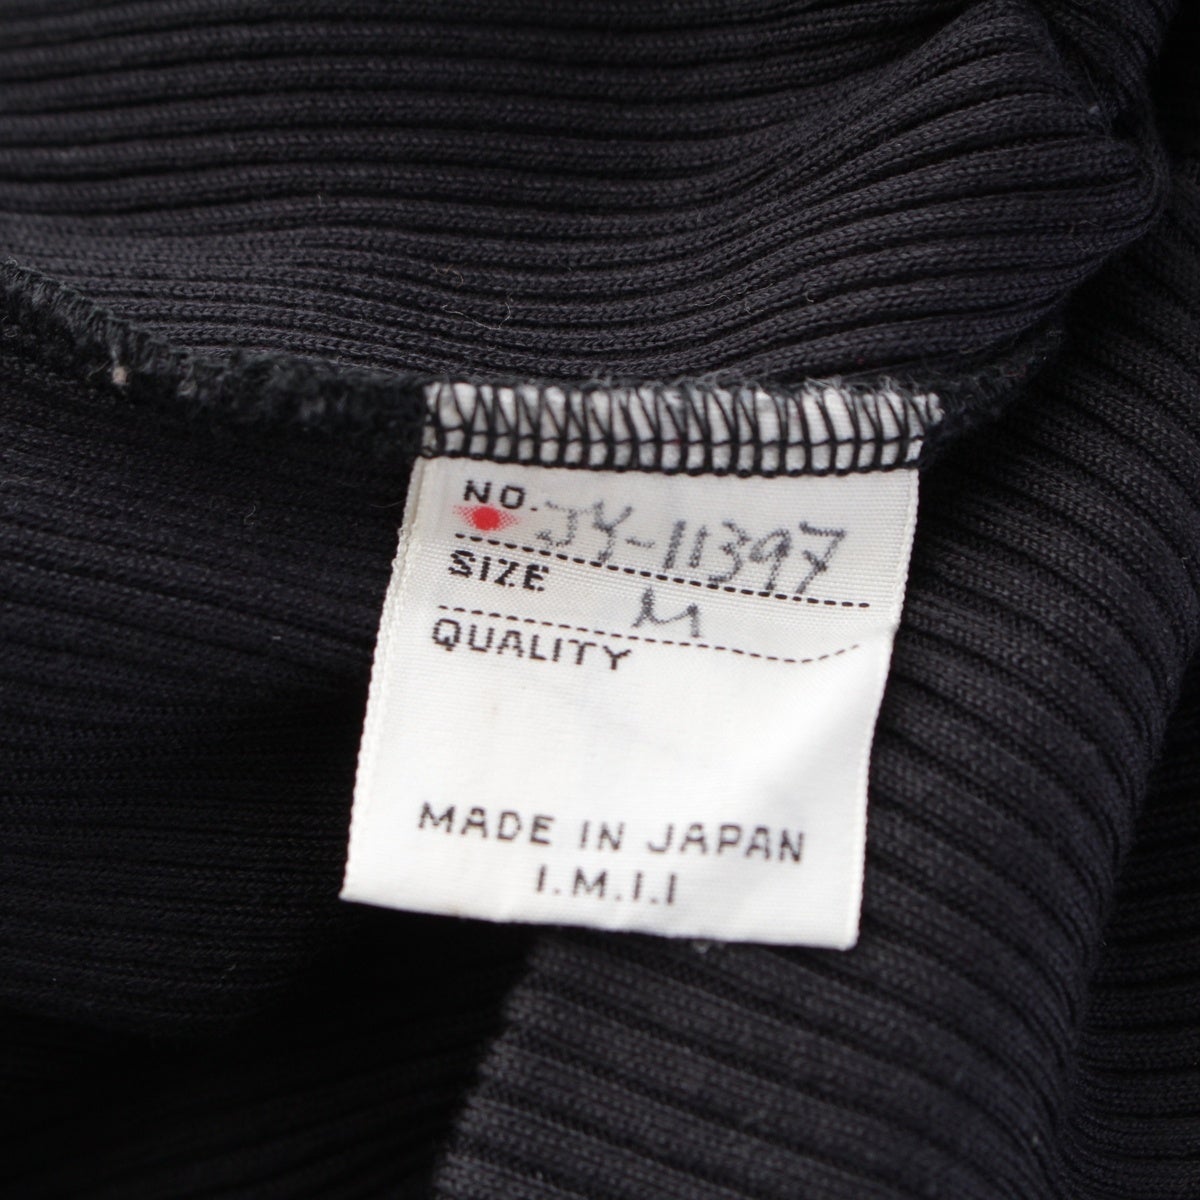 NO. JY-11397
SIZE M
QUALITY
MADE IN JAPAN
I.M.I.I